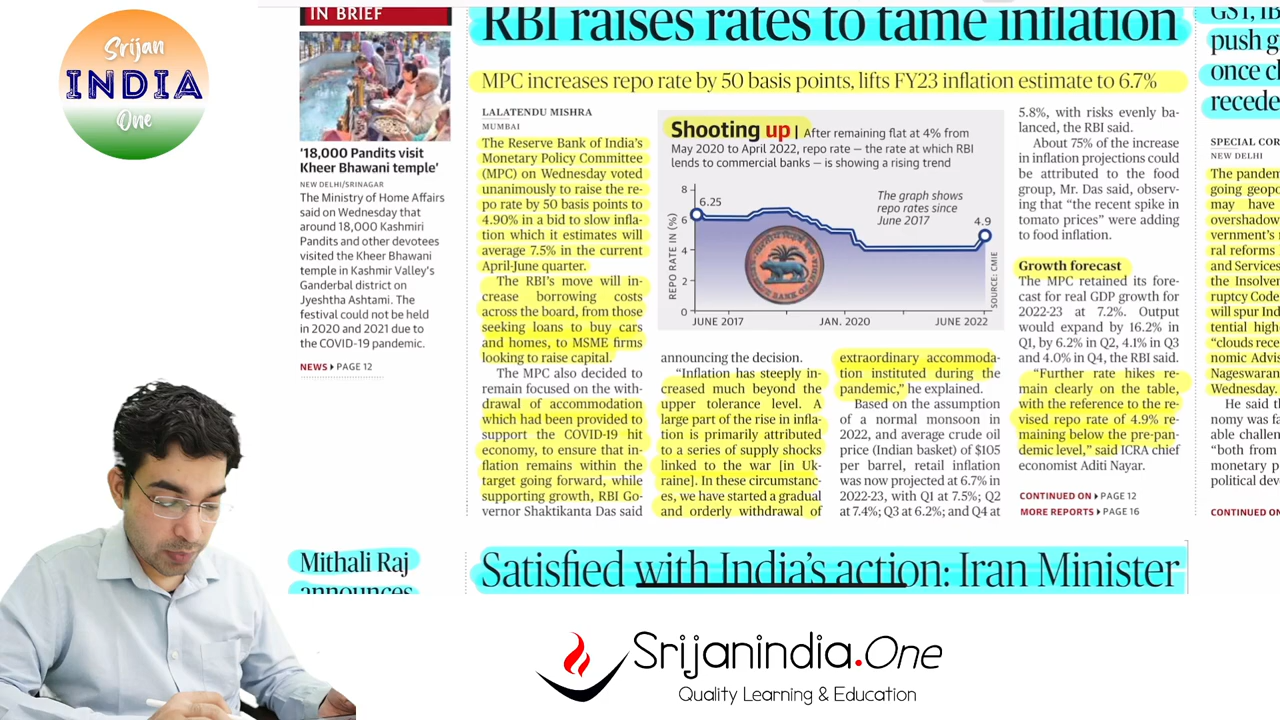 Srijan
INDIA
One
IN BRIEF
'18,000 Pandits visit
Kheer Bhawani temple'
NEW DELHI/SRINAGAR
The Ministry of Home Affairs
said on Wednesday that
around 18,000 Kashmiri
Pandits and other devotees
visited the Kheer Bhawani
temple in Kashmir Valley's
Ganderbal district on
Jyeshtha Ashtami. The
festival could not be held
in 2020 and 2021 due to
the COVID-19 pandemic.
NEWS PAGE 12
Mithali Raj
announces
RBI raises rates to tame inflation
MPC increases repo rate by 50 basis points, lifts FY23 inflation estimate to 6.7%
LALATENDU MISHRA
MUMBAI
The Reserve Bank of India's
Monetary Policy Committee
(MPC) on Wednesday voted
unanimously to raise the re-
po rate by 50 basis points to
4.90% in a bid to slow infla-
tion which it estimates will
average 7.5% in the current
April-June quarter.
The RBI's move will in-
crease borrowing costs
across the board, from those
seeking loans to buy cars
and homes, to MSME firms
looking to raise capital.
The MPC also decided to
remain focused on the with-
drawal of accommodation
which had been provided to
support the COVID-19 hit
economy, to ensure that in-
flation remains within the
target going forward, while
supporting growth, RBI Go-
vernor Shaktikanta Das said
Shooting up | After remaining flat at 4% from
May 2020 to April 2022, repo rate — the rate at which RBI
lends to commercial banks — is showing a rising trend
The graph shows
repo rates since
June 2017
REPO RATE IN (%)
8
6
4
2
0
6.25
4.9
JUNE 2017
JAN. 2020
JUNE 2022
SOURCE: CMIE
announcing the decision.
"Inflation has steeply in-
creased much beyond the
upper tolerance level. A
large part of the rise in infla-
tion is primarily attributed
to a series of supply shocks
linked to the war [in Uk-
raine]. In these circumstanc-
es, we have started a gradual
and orderly withdrawal of
extraordinary accommoda-
tion instituted during the
pandemic," he explained.
Based on the assumption
of a normal monsoon in
2022, and average crude oil
price (Indian basket) of $105
per barrel, retail inflation
was now projected at 6.7% in
2022-23, with Q1 at 7.5%; Q2
at 7.4%; Q3 at 6.2%; and Q4 at
5.8%, with risks evenly ba-
lanced, the RBI said.
About 75% of the increase
in inflation projections could
be attributed to the food
group, Mr. Das said, observ-
ing that "the recent spike in
tomato prices" were adding
to food inflation.
Growth forecast
The MPC retained its fore-
cast for real GDP growth for
2022-23 at 7.2%. Output
would expand by 16.2% in
Q1, by 6.2% in Q2, 4.1% in Q3
and 4.0% in Q4, the RBI said.
"Further rate hikes re-
main clearly on the table,
with the reference to the re-
vised repo rate of 4.9% re-
maining below the pre-pan-
demic level," said ICRA chief
economist Aditi Nayar.
CONTINUED ON PAGE 12
MORE REPORTS PAGE 16
Satisfied with India's action: Iran Minister
GST, IB
push g
once cl
recede
SPECIAL COR
NEW DELHI
The pandem
going geopo
may have
overshadow
vernment's r
ral reforms
and Services
the Insolven
ruptcy Code
will spur Ind
tential high
"clouds rece
nomic Advis
Nageswaran
Wednesday.
He said th
nomy was fa
able challen
"both from
monetary p
political deve
CONTINUED ON
Srijanindia.One
Quality Learning & Education